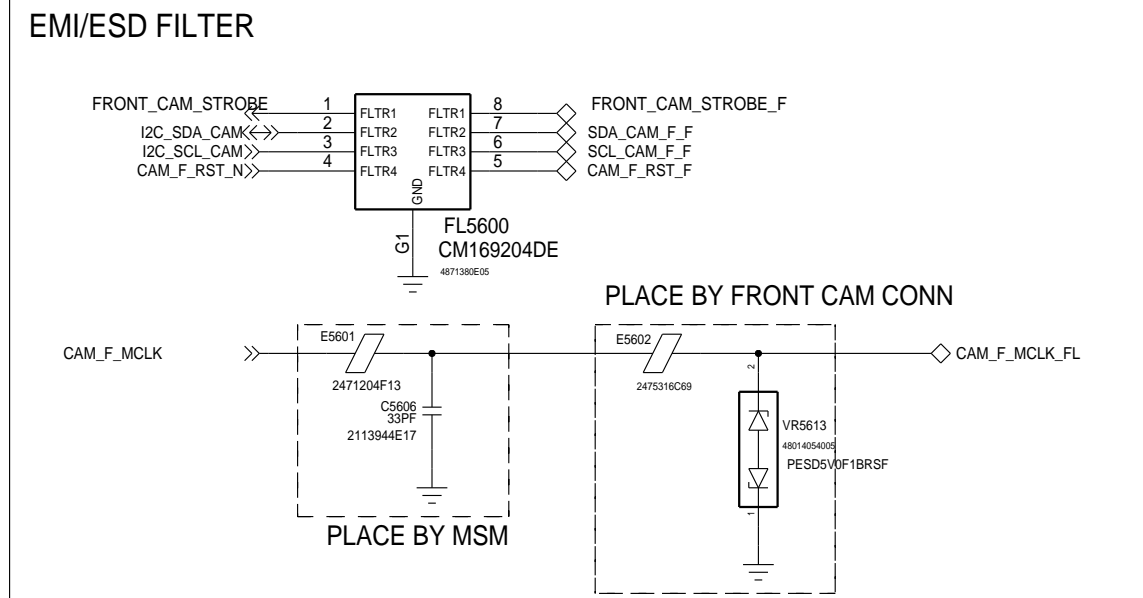 EMI/ESD FILTER
FRONT_CAM_STROBE 1 FLTR1 FLTR1 8 FRONT_CAM_STROBE_F
I2C_SDA_CAM 2 FLTR2 FLTR2 7 SDA_CAM_F_F
I2C_SCL_CAM 3 FLTR3 FLTR3 6 SCL_CAM_F_F
CAM_F_RST_N 4 FLTR4 FLTR4 5 CAM_F_RST_F
GND
G1
FL5600
CM169204DE
4871380E05
PLACE BY FRONT CAM CONN
CAM_F_MCLK
E5601
2471204F13
C5606
33PF
2113944E17
PLACE BY MSM
E5602
2475316C69
CAM_F_MCLK_FL
2
VR5613
48014054005
PESD5V0F1BRSF
1